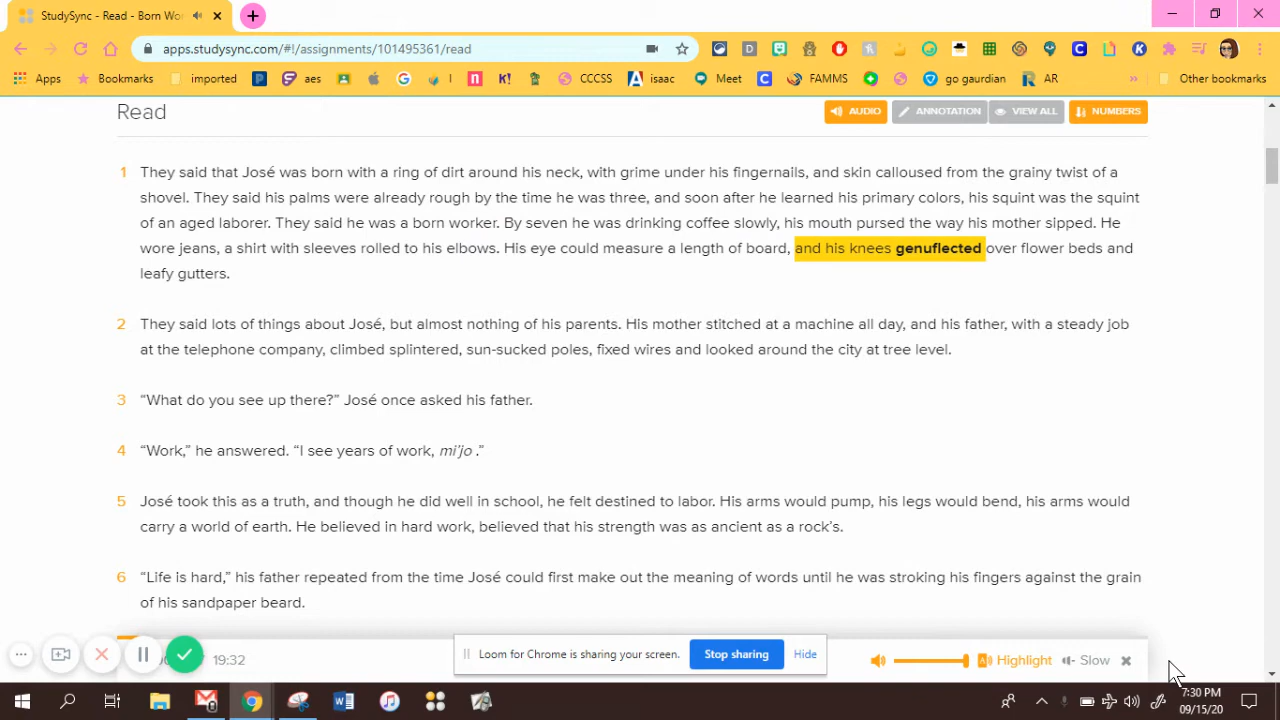 StudySync - Read - Born Wo
apps.studysync.com/#!/assignments/101495361/read
Apps Bookmarks imported aes I K! CCCSS isaac Meet FAMMS go gaurdian AR » Other bookmarks
Read
AUDIO ANNOTATION VIEW ALL NUMBERS
1 They said that José was born with a ring of dirt around his neck, with grime under his fingernails, and skin calloused from the grainy twist of a
shovel. They said his palms were already rough by the time he was three, and soon after he learned his primary colors, his squint was the squint
of an aged laborer. They said he was a born worker. By seven he was drinking coffee slowly, his mouth pursed the way his mother sipped. He
wore jeans, a shirt with sleeves rolled to his elbows. His eye could measure a length of board, and his knees genuflected over flower beds and
leafy gutters.
2 They said lots of things about José, but almost nothing of his parents. His mother stitched at a machine all day, and his father, with a steady job
at the telephone company, climbed splintered, sun-sucked poles, fixed wires and looked around the city at tree level.
3 “What do you see up there?” José once asked his father.
4 “Work,” he answered. “I see years of work, mi’jo .”
5 José took this as a truth, and though he did well in school, he felt destined to labor. His arms would pump, his legs would bend, his arms would
carry a world of earth. He believed in hard work, believed that his strength was as ancient as a rock’s.
6 “Life is hard,” his father repeated from the time José could first make out the meaning of words until he was stroking his fingers against the grain
of his sandpaper beard.
19:32 Loom for Chrome is sharing your screen. Stop sharing Hide Highlight Slow
7:30 PM
09/15/20